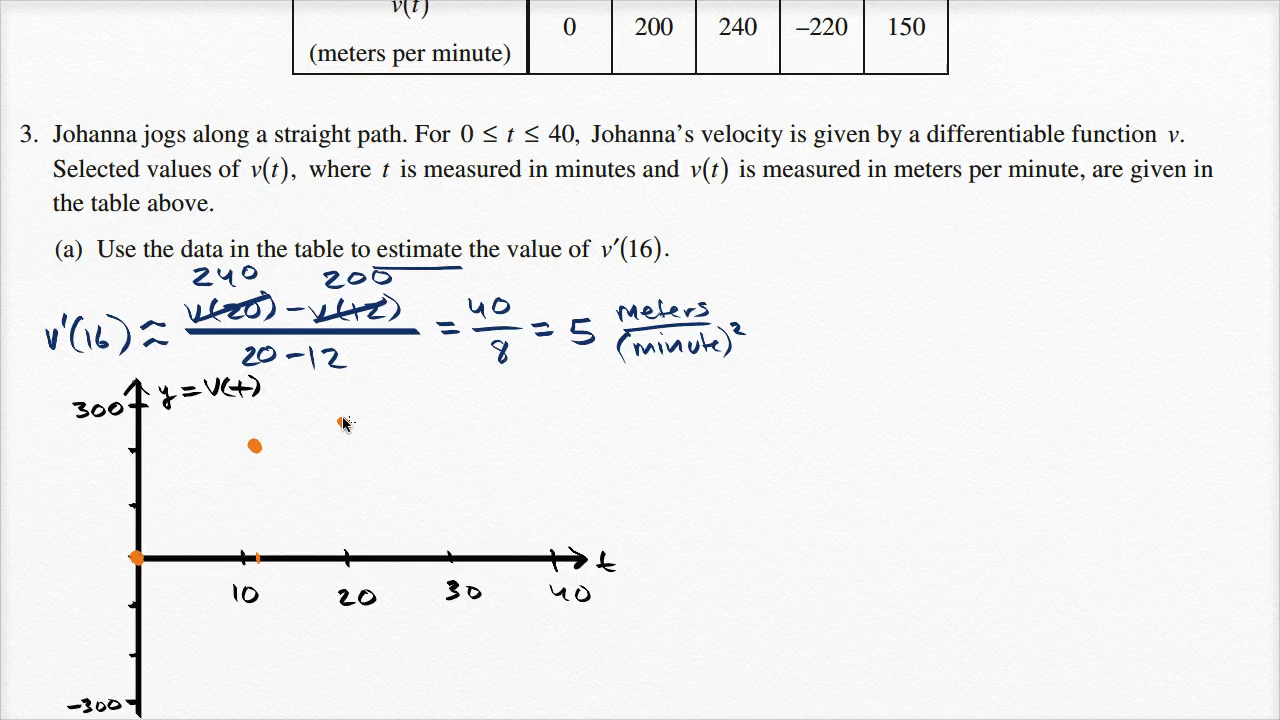 v(t)
(meters per minute) 0 200 240 –220 150
3. Johanna jogs along a straight path. For 0 ≤ t ≤ 40, Johanna's velocity is given by a differentiable function v.
Selected values of v(t), where t is measured in minutes and v(t) is measured in meters per minute, are given in
the table above.
(a) Use the data in the table to estimate the value of v′(16).
240 200
v'(16) ≈ v(20) − v(12) / 20 − 12 = 40 / 8 = 5 meters / (minute)²
y = v(t)
300
t
10 20 30 40
-300